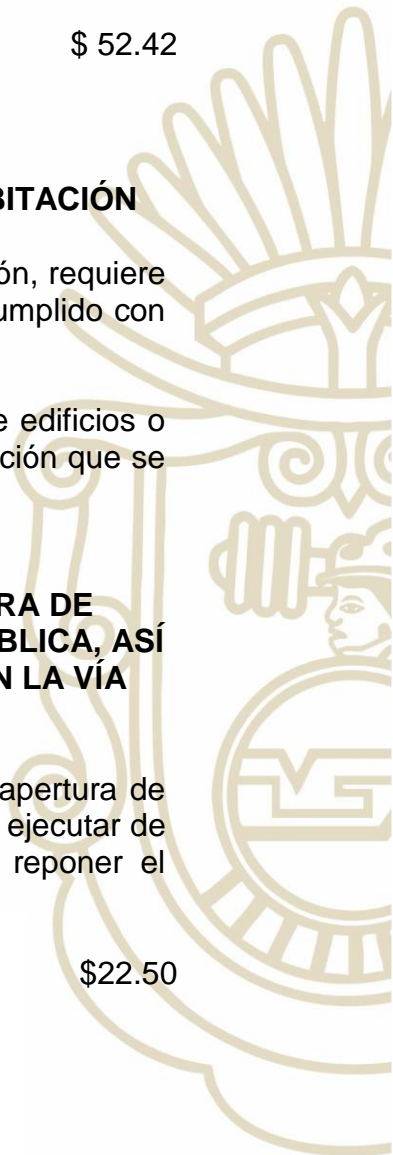 $ 52.42
BITACIÓN
ón, requiere
umplido con
e edificios o
ción que se
RA DE
BLICA, ASÍ
N LA VÍA
apertura de
ejecutar de
reponer el
$22.50